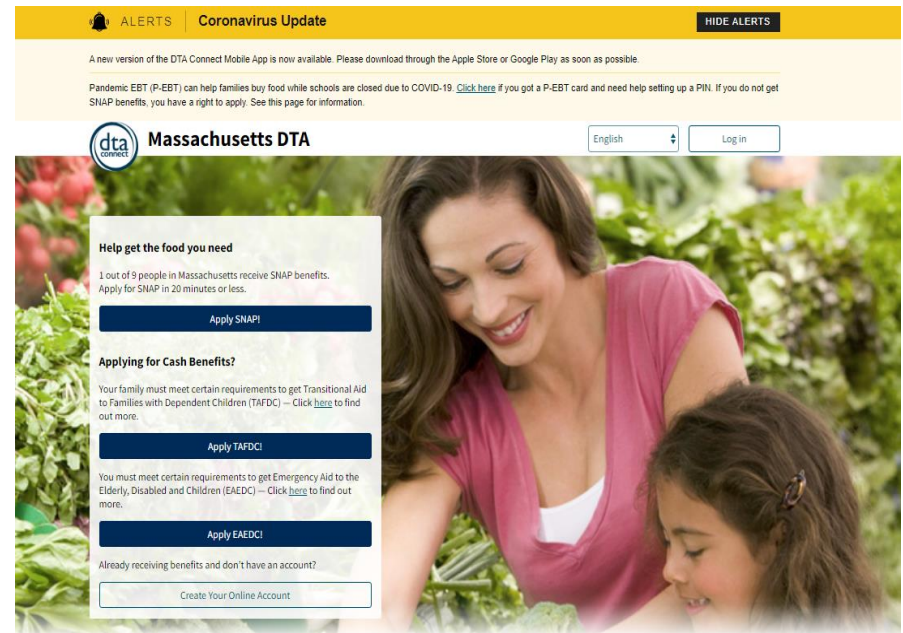 ALERTS Coronavirus Update HIDE ALERTS
A new version of the DTA Connect Mobile App is now available. Please download through the Apple Store or Google Play as soon as possible.
Pandemic EBT (P-EBT) can help families buy food while schools are closed due to COVID-19. Click here if you got a P-EBT card and need help setting up a PIN. If you do not get
SNAP benefits, you have a right to apply. See this page for information.
dta
connect
Massachusetts DTA
English
Log in
Help get the food you need
1 out of 9 people in Massachusetts receive SNAP benefits.
Apply for SNAP in 20 minutes or less.
Apply SNAP!
Applying for Cash Benefits?
Your family must meet certain requirements to get Transitional Aid
to Families with Dependent Children (TAFDC) — Click here to find
out more.
Apply TAFDC!
You must meet certain requirements to get Emergency Aid to the
Elderly, Disabled and Children (EAEDC) — Click here to find out
more.
Apply EAEDC!
Already receiving benefits and don't have an account?
Create Your Online Account